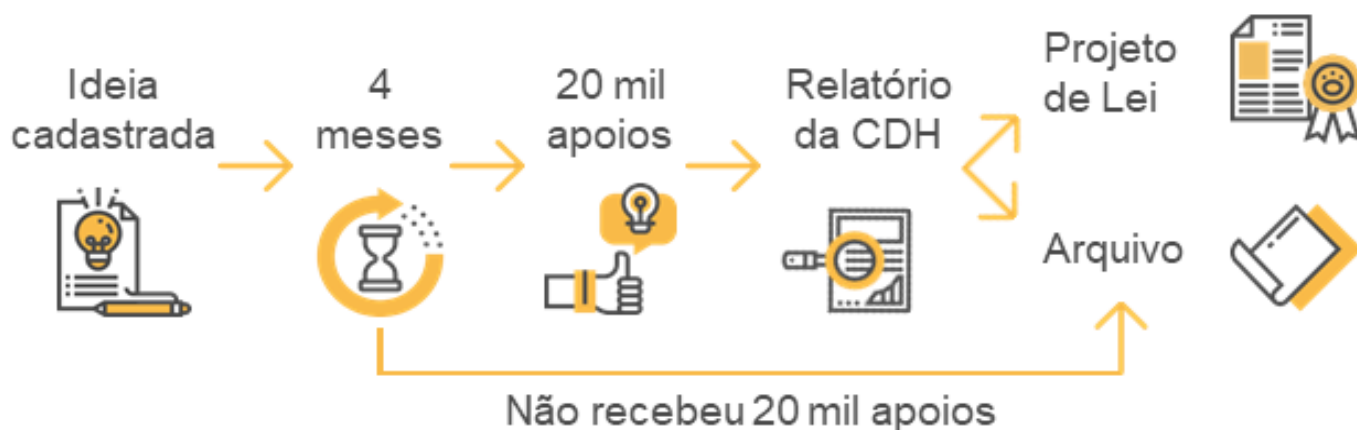 Ideia
cadastrada
4
meses
20 mil
apoios
Relatório
da CDH
Projeto
de Lei
Arquivo
Não recebeu 20 mil apoios